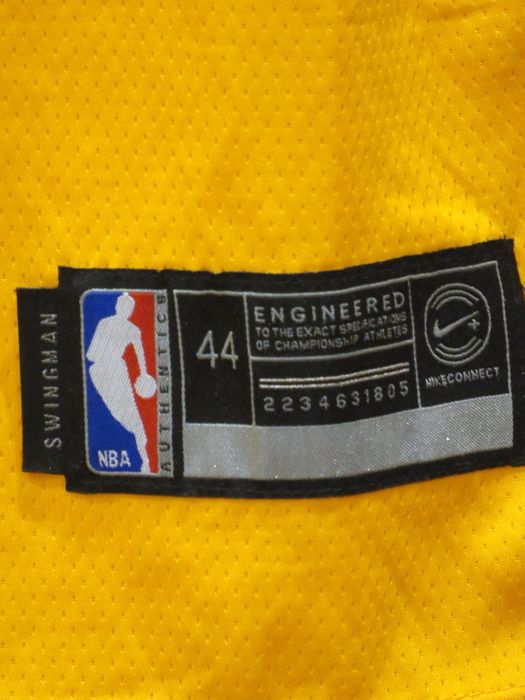 SWINGMAN
NBA
AUTHENTICS
44
ENGINEERED
TO THE EXACT SPECIFICATIONS
OF CHAMPIONSHIP ATHLETES
2234631805
NIKECONNECT